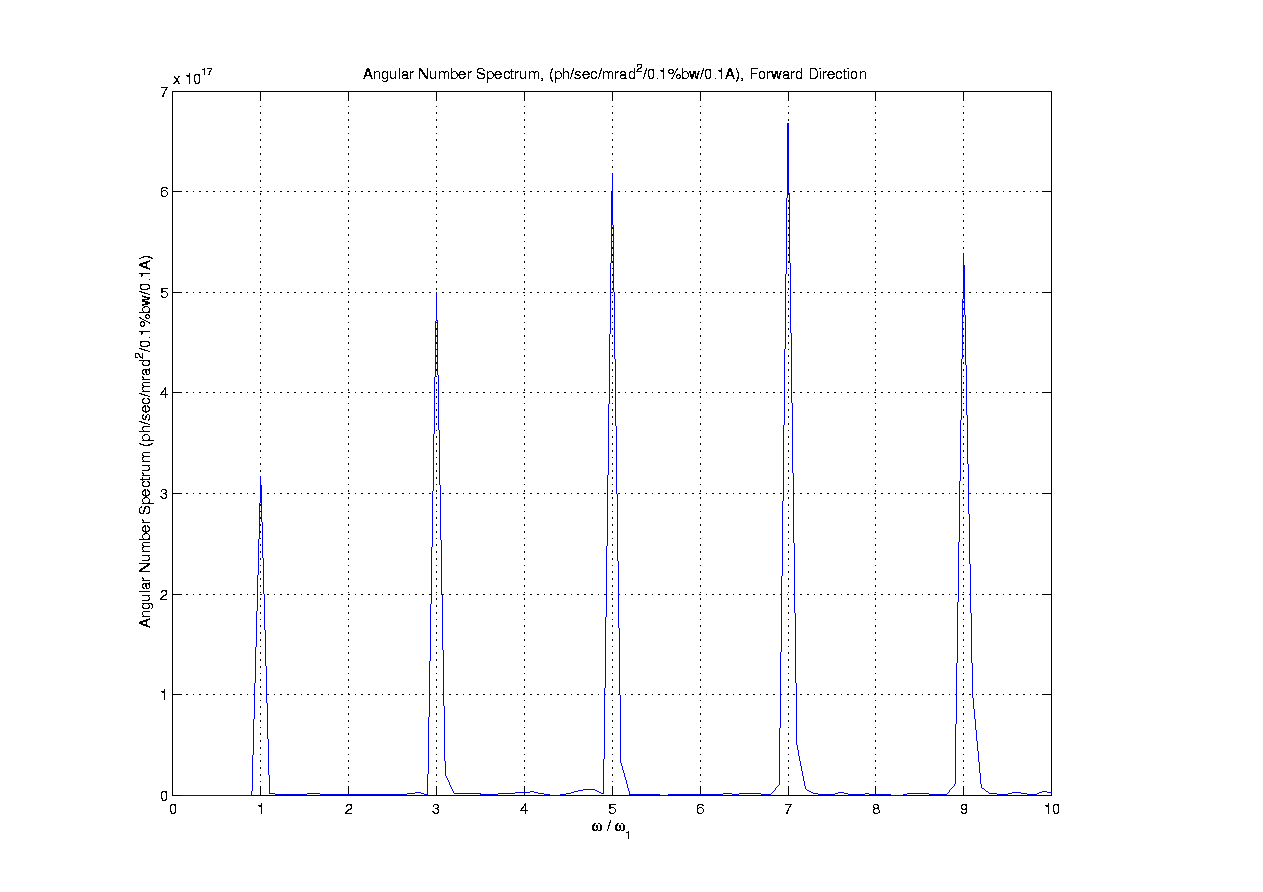 Angular Number Spectrum, (ph/sec/mrad²/0.1%bw/0.1A), Forward Direction
x 10¹⁷
7
6
5
4
3
2
1
0
Angular Number Spectrum (ph/sec/mrad²/0.1%bw/0.1A)
0 1 2 3 4 5 6 7 8 9 10
ω / ω₁